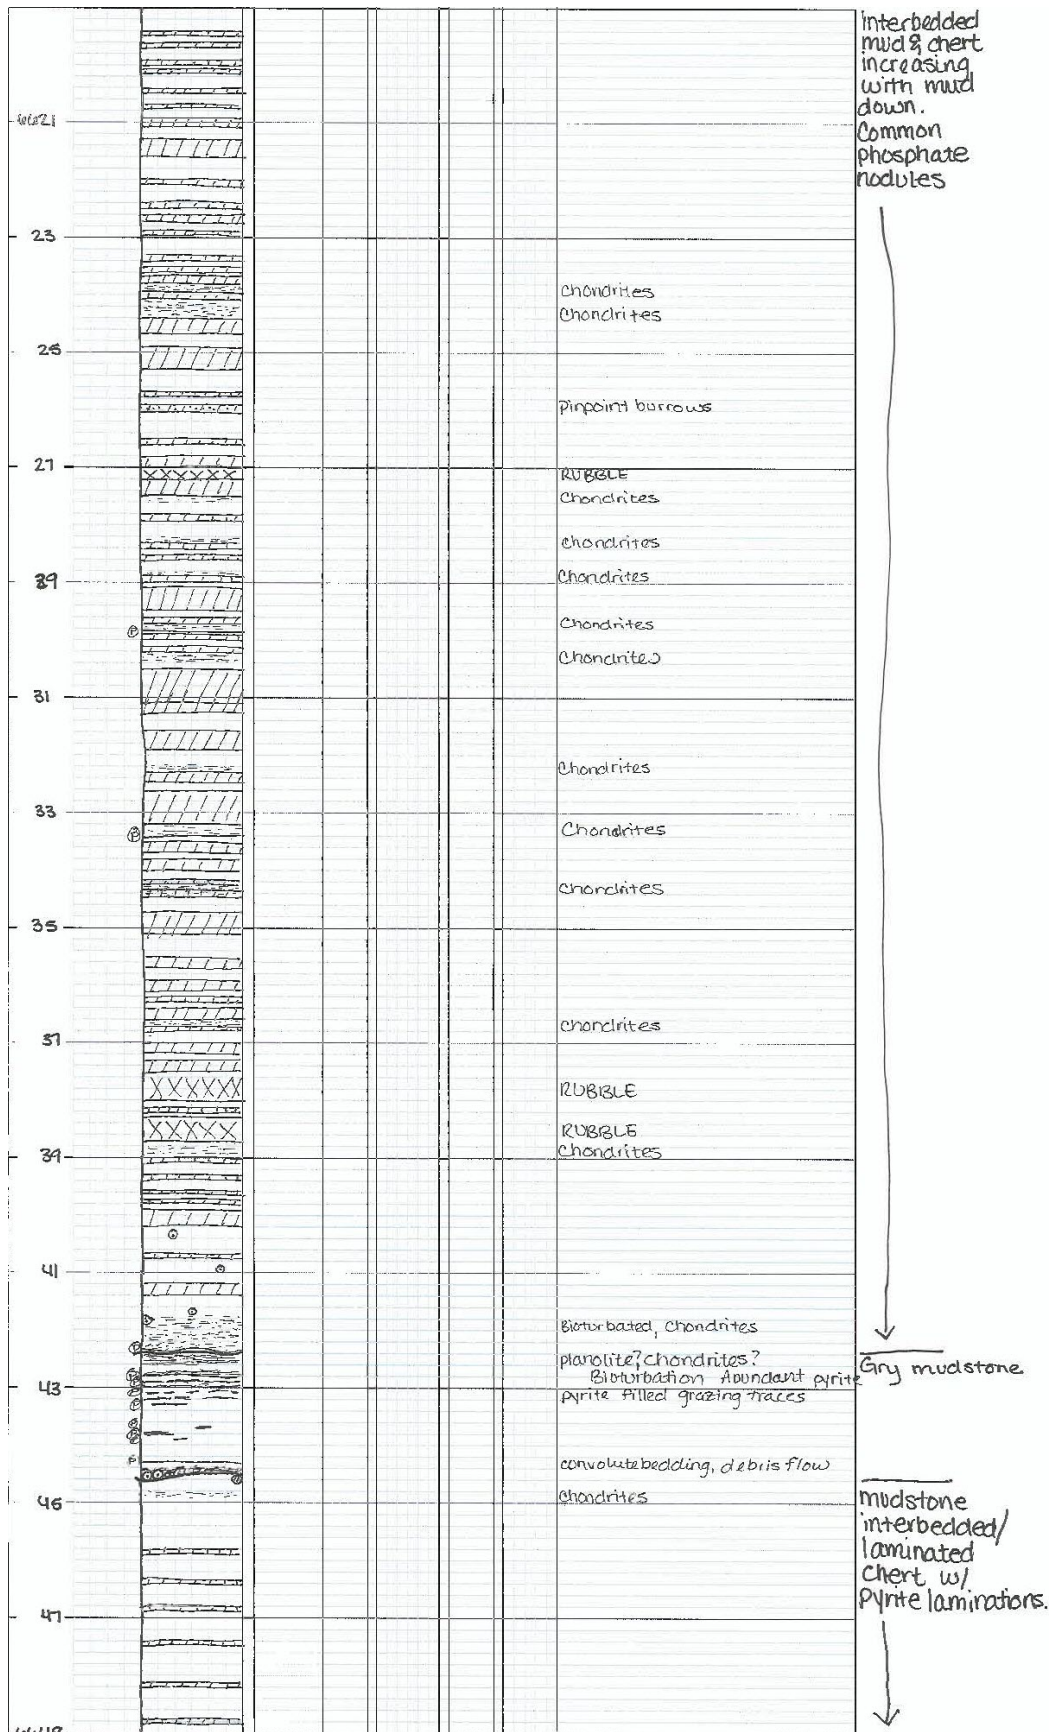 Interbedded
mud & chert
increasing
with mud
down.
Common
phosphate
nodules
6621
23
Chondrites
Chondrites
25
Pinpoint burrows
27
RUBBLE
Chondrites
Chondrites
29
Chondrites
Chondrites
P
Chondrites
31
Chondrites
33
P
Chondrites
Chondrites
35
Chondrites
37
RUBBLE
RUBBLE
39
Chondrites
41
Bioturbated, Chondrites
P
planolite? chondrites?
Gry mudstone
Bioturbation Abundant pyrite
43
pyrite filled grazing traces
convolute bedding, debris flow
45
Chondrites
mudstone
interbedded/
laminated
chert w/
Pyrite laminations.
47